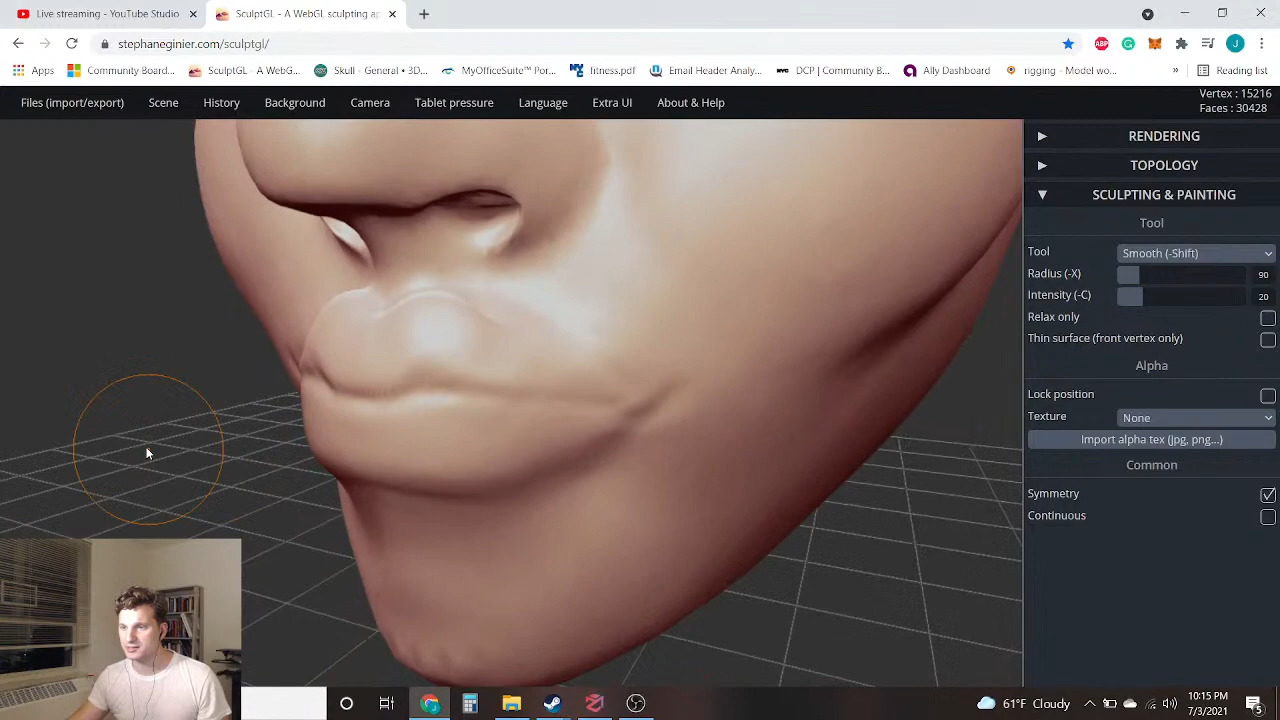 Live streaming - YouTube Studio
SculptGL - A WebGL sculpting ap
stephaneginier.com/sculptgl/
Apps
Community Board...
SculptGL - A WebG...
Skull - General • 3D...
MyOfficeSuite™ Por...
fitness.pdf
Email Header Analy...
DCP | Community B...
Ally Dashboard
rigging - Model wo...
Reading list
Files (import/export)
Scene
History
Background
Camera
Tablet pressure
Language
Extra UI
About & Help
Vertex : 15216
Faces : 30428
RENDERING
TOPOLOGY
SCULPTING & PAINTING
Tool
Tool Smooth (-Shift)
Radius (-X) 90
Intensity (-C) 20
Relax only
Thin surface (front vertex only)
Alpha
Lock position
Texture None
Import alpha tex (jpg, png...)
Common
Symmetry
Continuous
61°F Cloudy
10:15 PM
7/3/2021